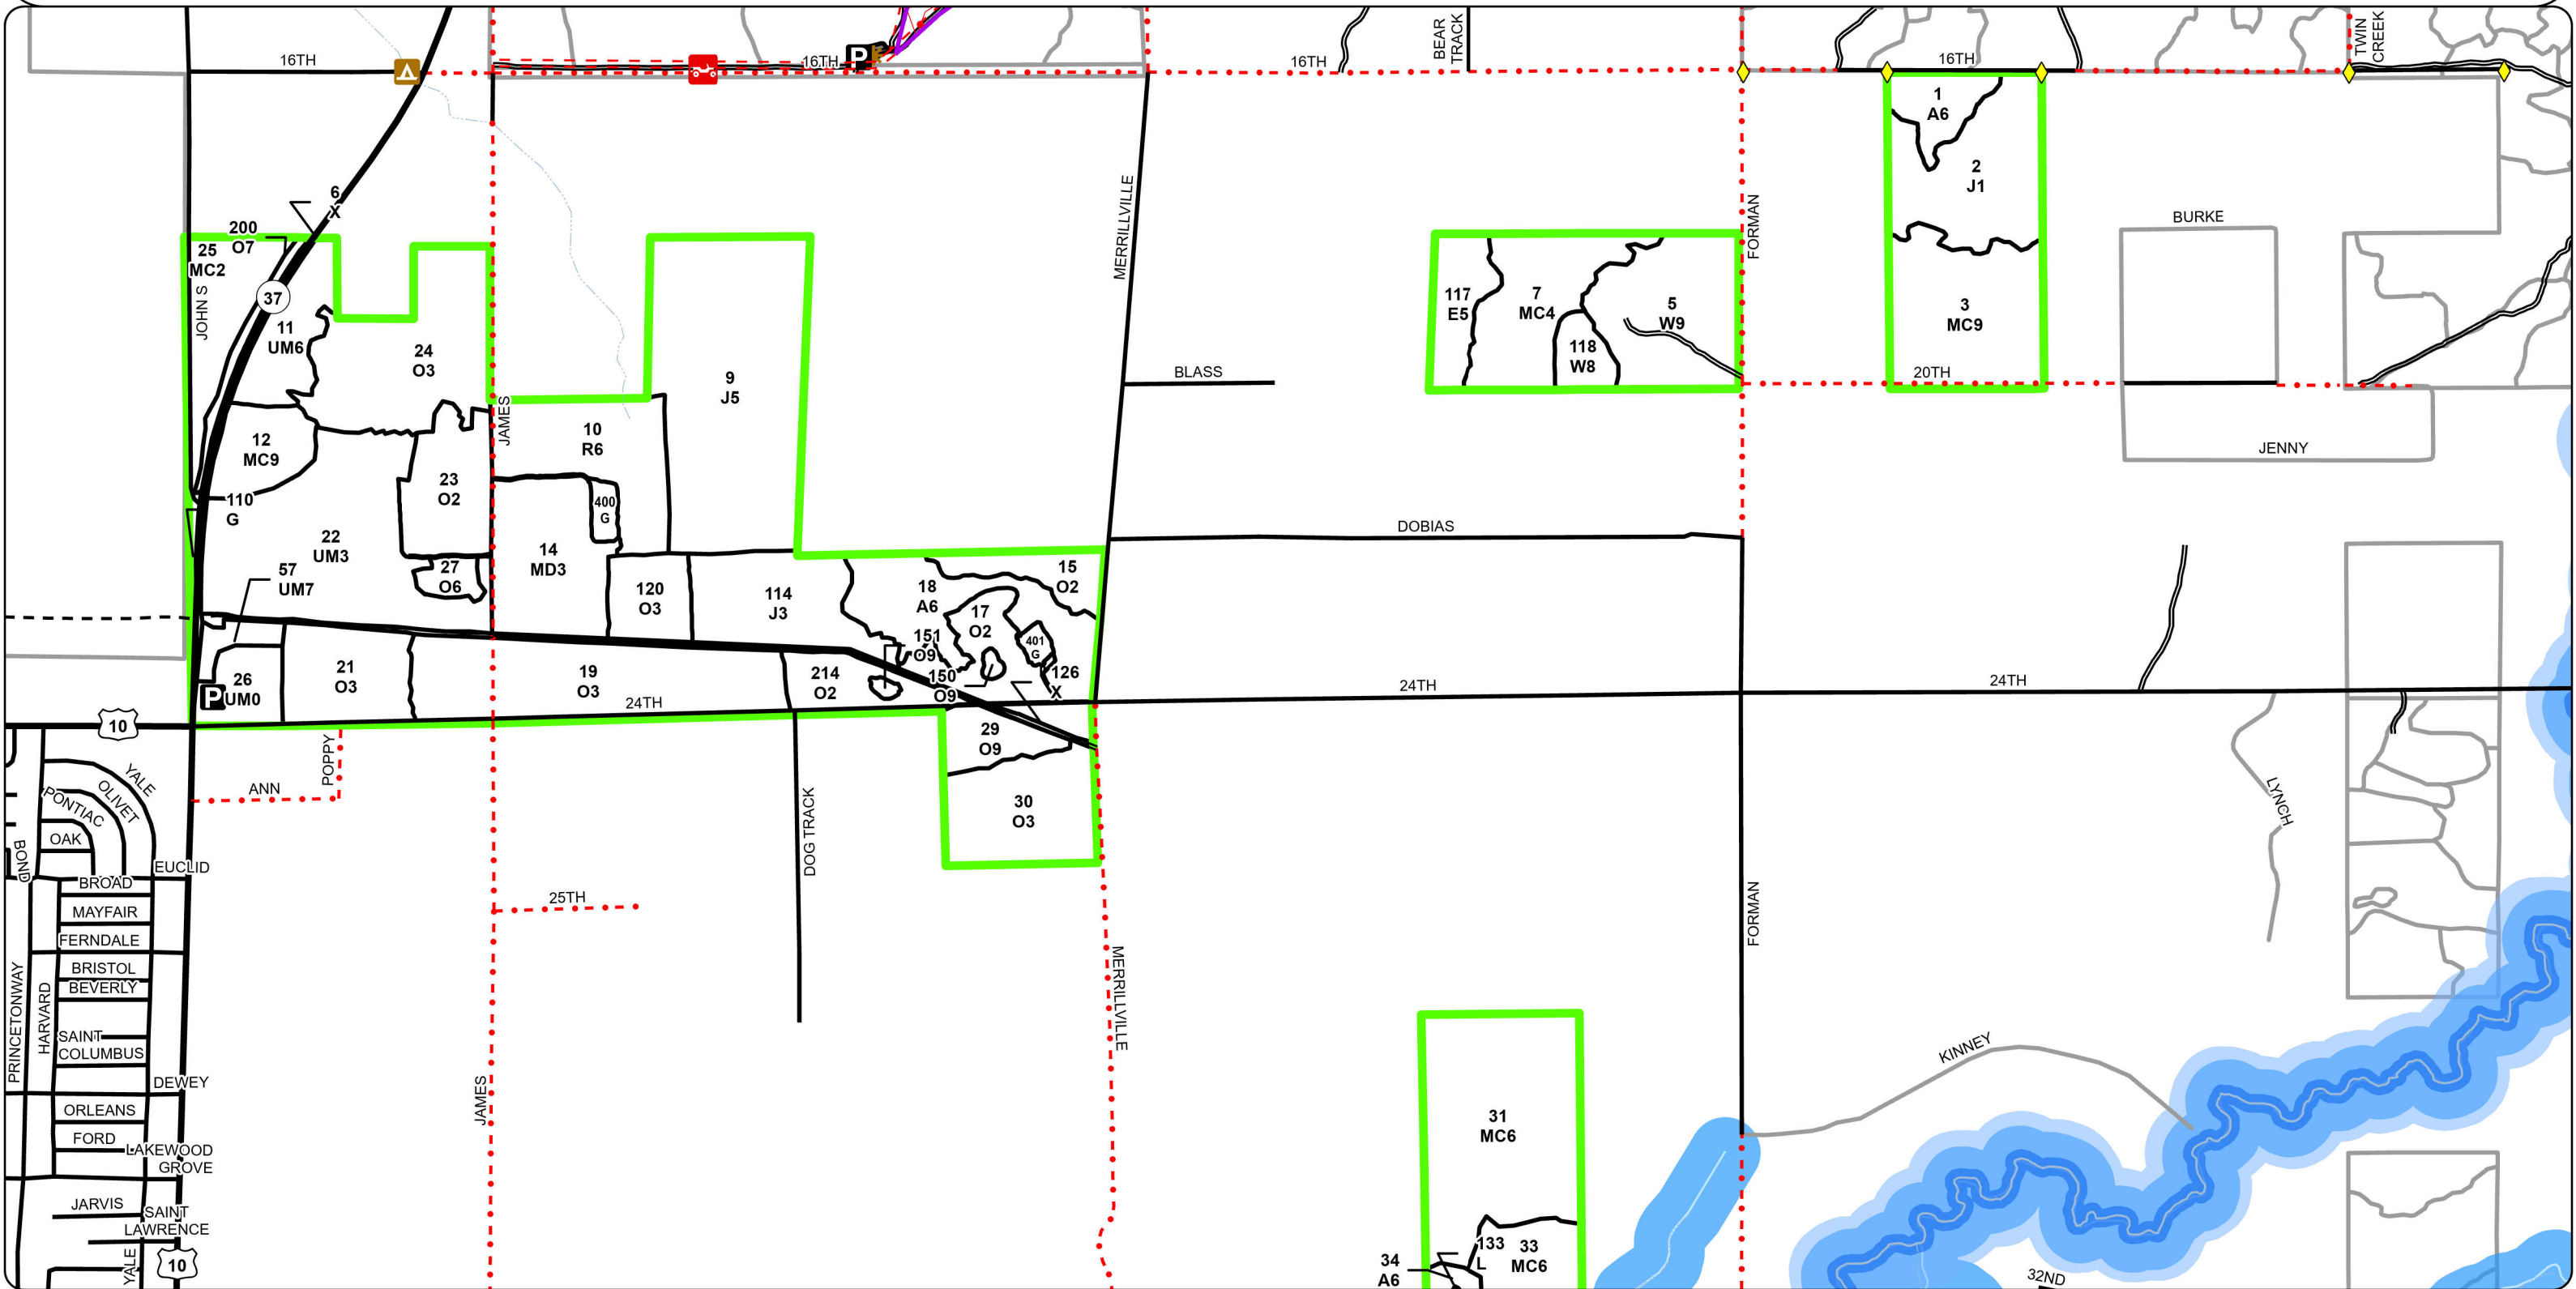 16TH
P
16TH
16TH
BEAR
TRACK
16TH
TWIN
CREEK
1
A6
2
J1
3
MC9
20TH
BURKE
JENNY
FORMAN
117
E5
7
MC4
118
W8
5
W9
MERRILLVILLE
BLASS
DOBIAS
6
X
200
O7
25
MC2
JOHN S
37
11
UM6
24
O3
9
J5
JAMES
10
R6
12
MC9
23
O2
400
G
110
G
22
UM3
14
MD3
57
UM7
27
O6
120
O3
114
J3
18
A6
15
O2
17
O2
401
G
151
O9
150
O9
126
X
26
UM0
P
21
O3
19
O3
214
O2
24TH
24TH
24TH
10
29
O9
30
O3
POPPY
ANN
YALE
OLIVET
PONTIAC
OAK
BOND
EUCLID
BROAD
MAYFAIR
FERNDALE
BRISTOL
BEVERLY
PRINCETONWAY
HARVARD
SAINT
COLUMBUS
DEWEY
ORLEANS
FORD
LAKEWOOD
GROVE
JARVIS
SAINT
LAWRENCE
YALE
10
JAMES
25TH
DOG TRACK
MERRILLVILLE
FORMAN
LYNCH
KINNEY
31
MC6
133
L
33
MC6
34
A6
32ND